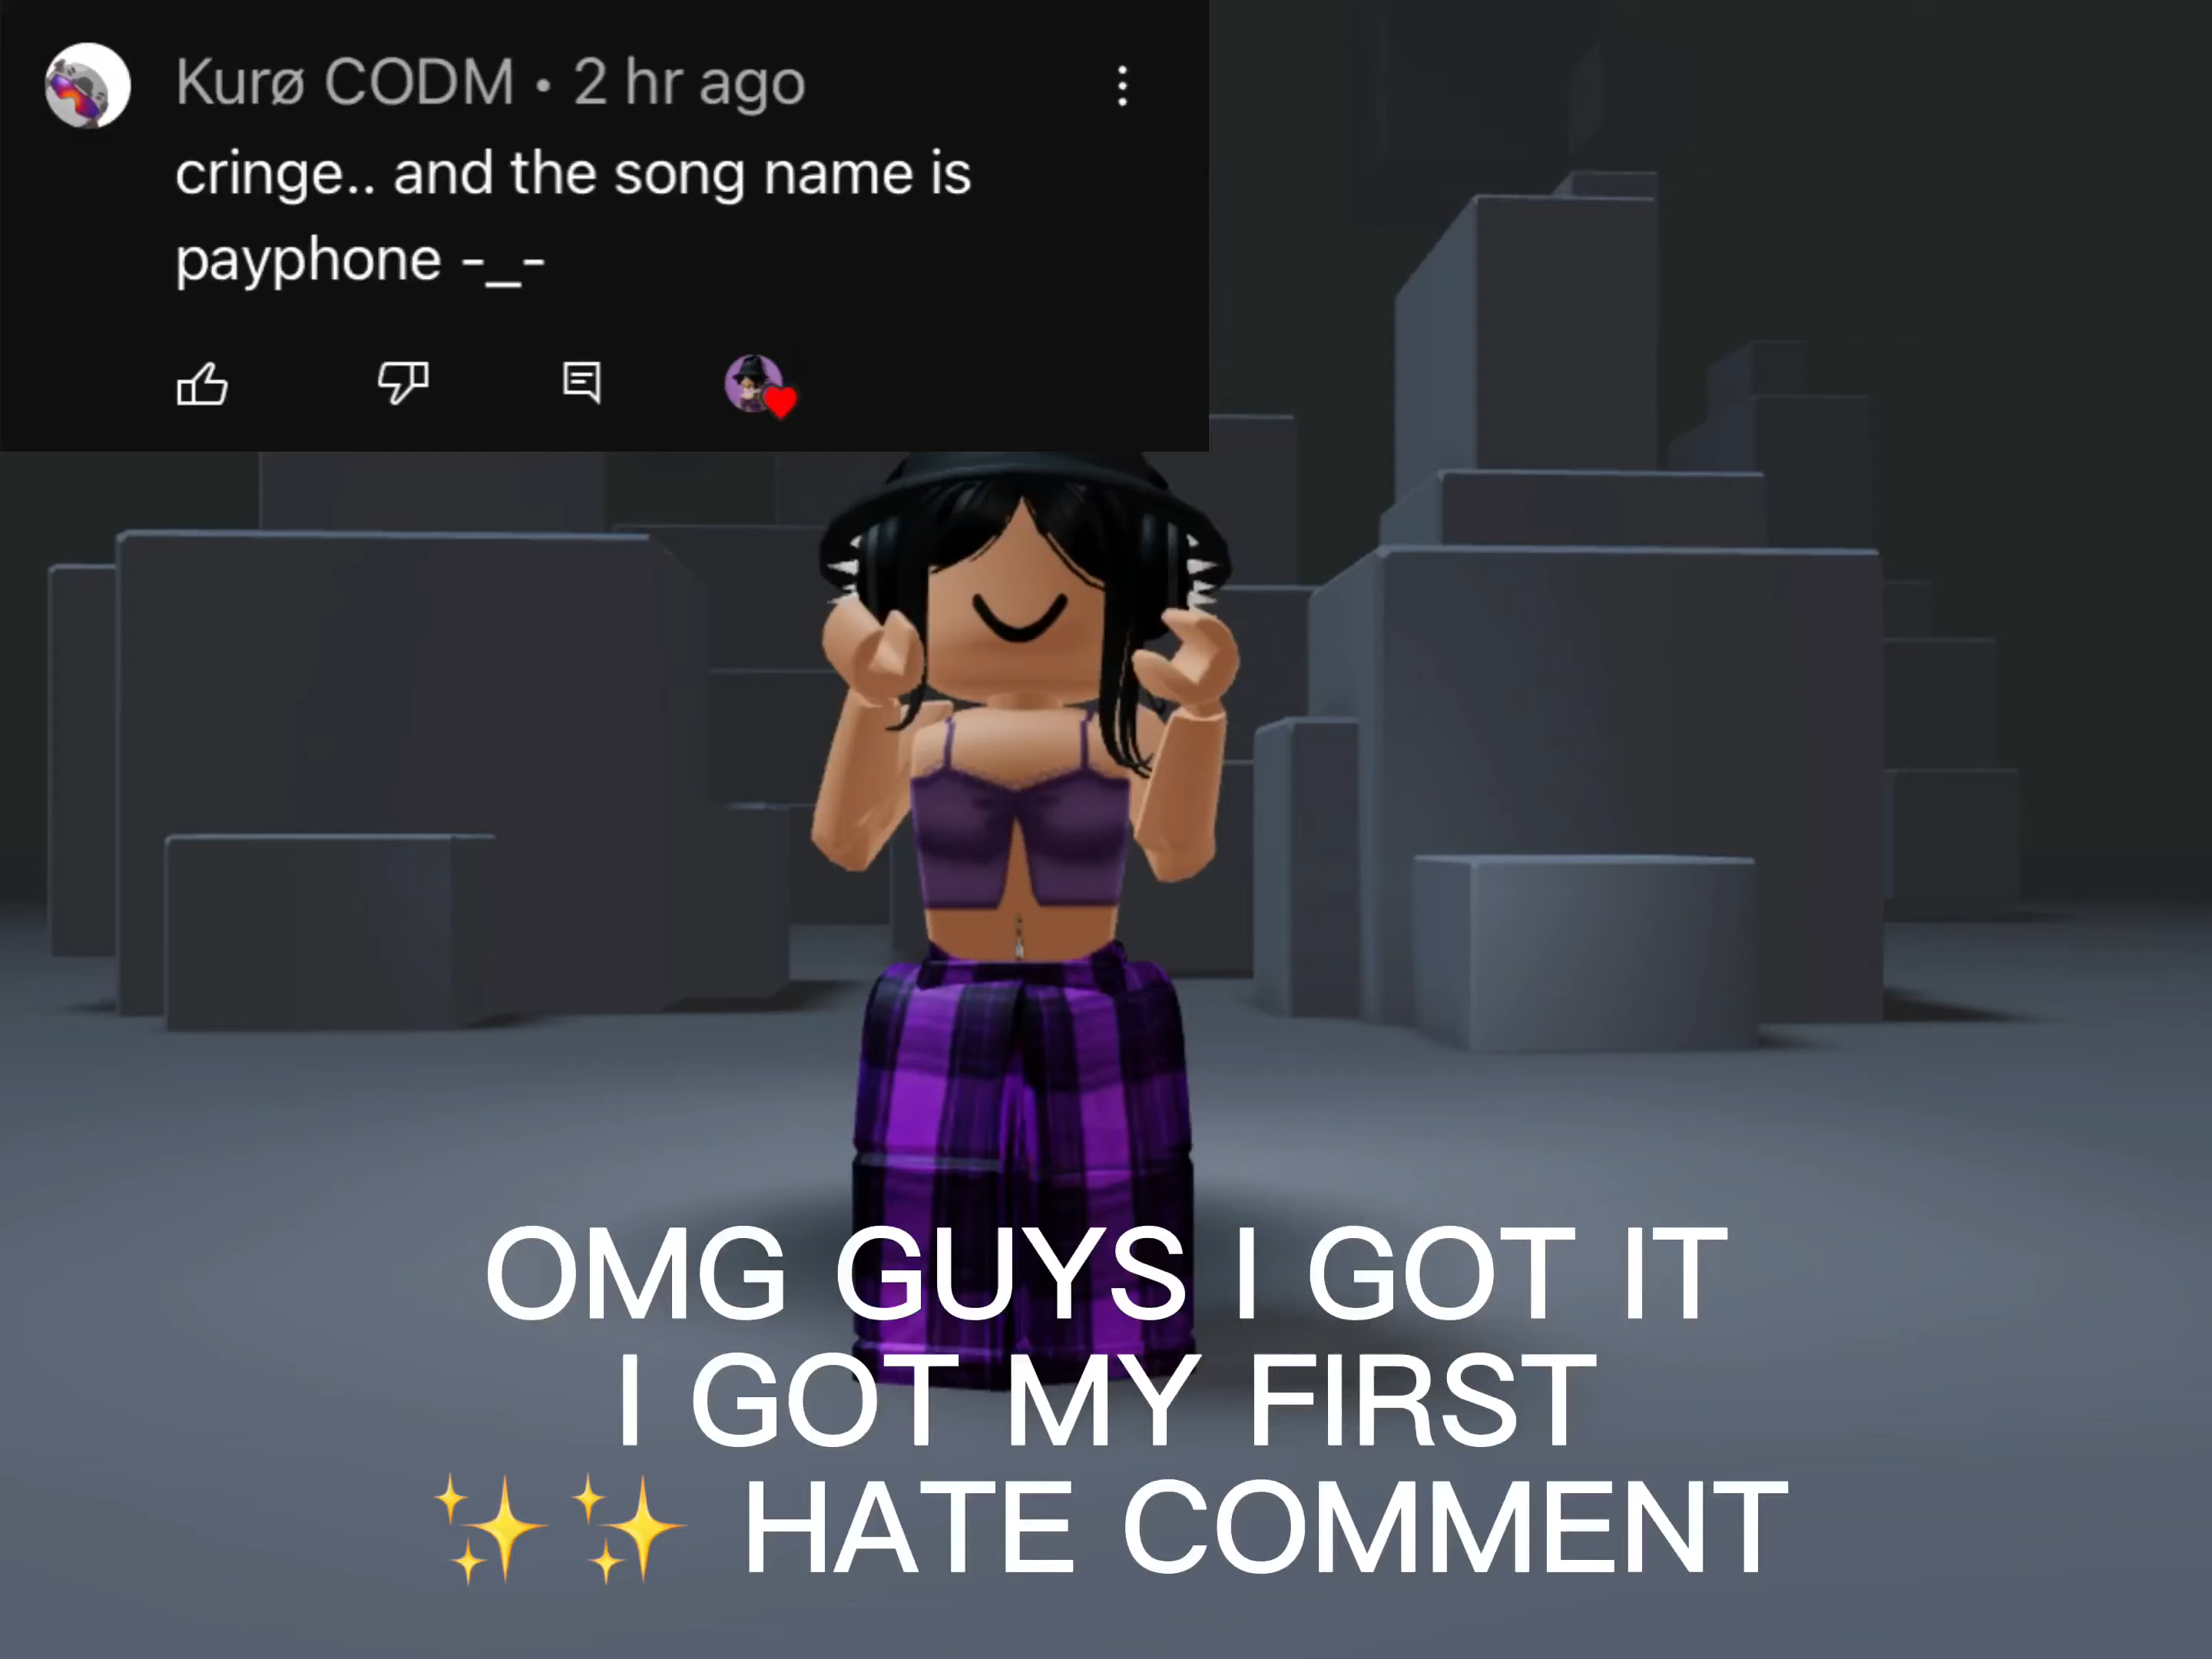 Kurø CODM • 2 hr ago
cringe.. and the song name is
payphone -_-
OMG GUYS I GOT IT
I GOT MY FIRST
✨✨ HATE COMMENT